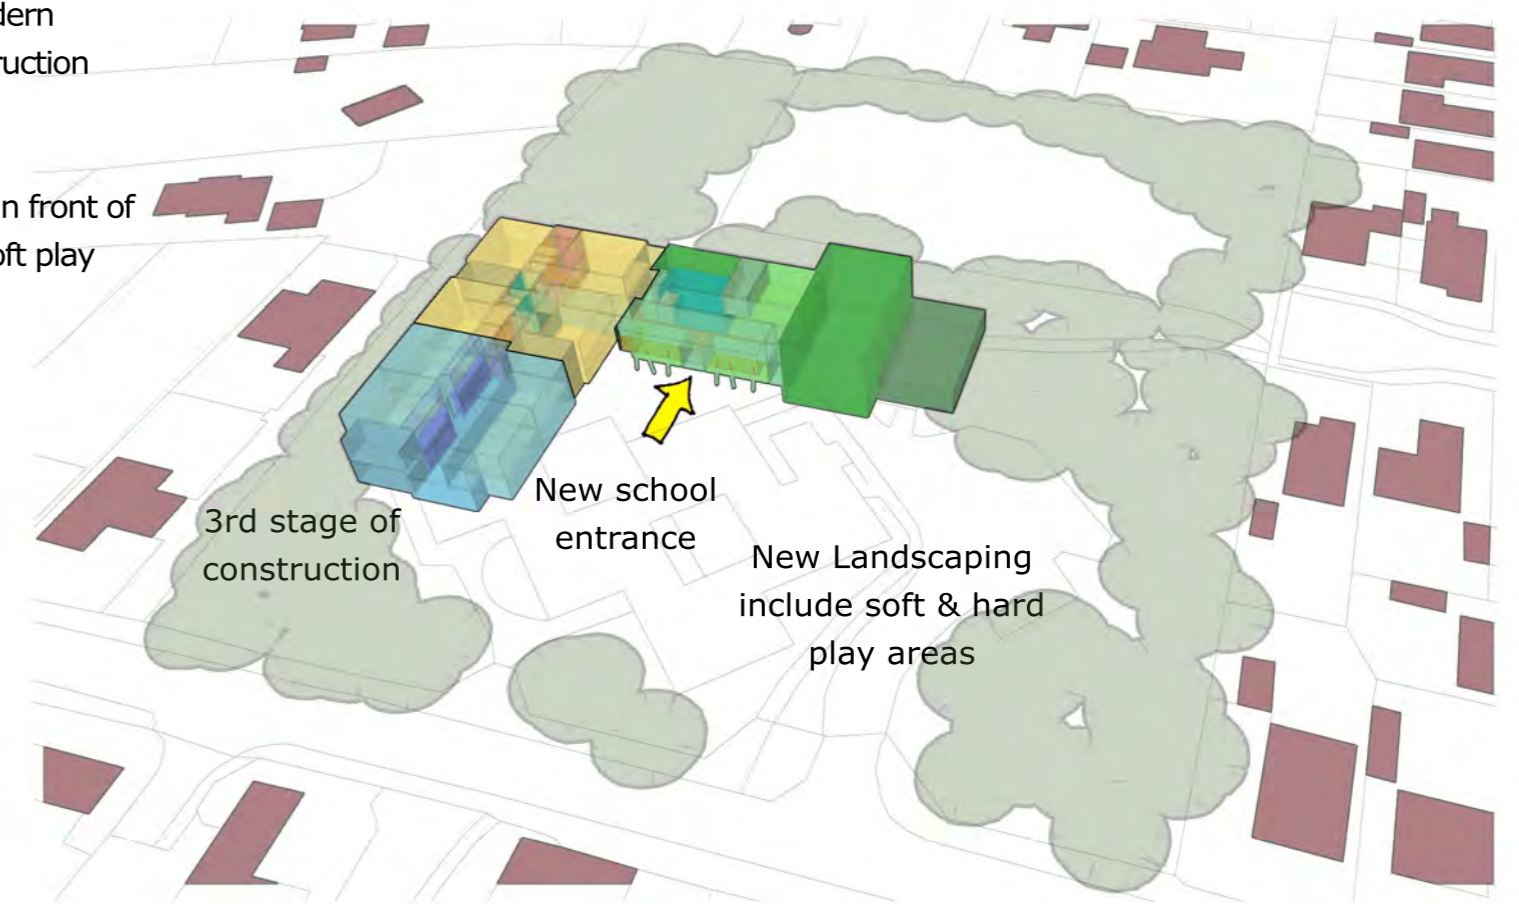 dern
ruction
n front of
oft play
3rd stage of
construction
New school
entrance
New Landscaping
include soft & hard
play areas